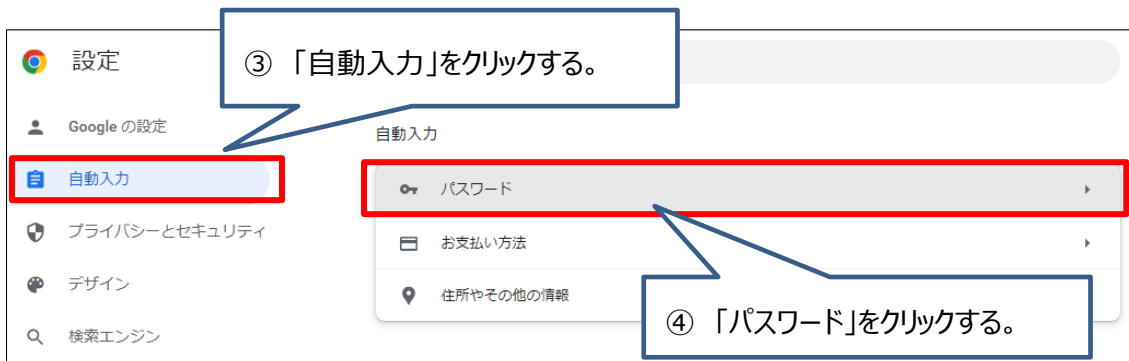 設定
③ 「自動入力」をクリックする。
Google の設定
自動入力
自動入力
パスワード
プライバシーとセキュリティ
お支払い方法
デザイン
住所やその他の情報
④ 「パスワード」をクリックする。
検索エンジン